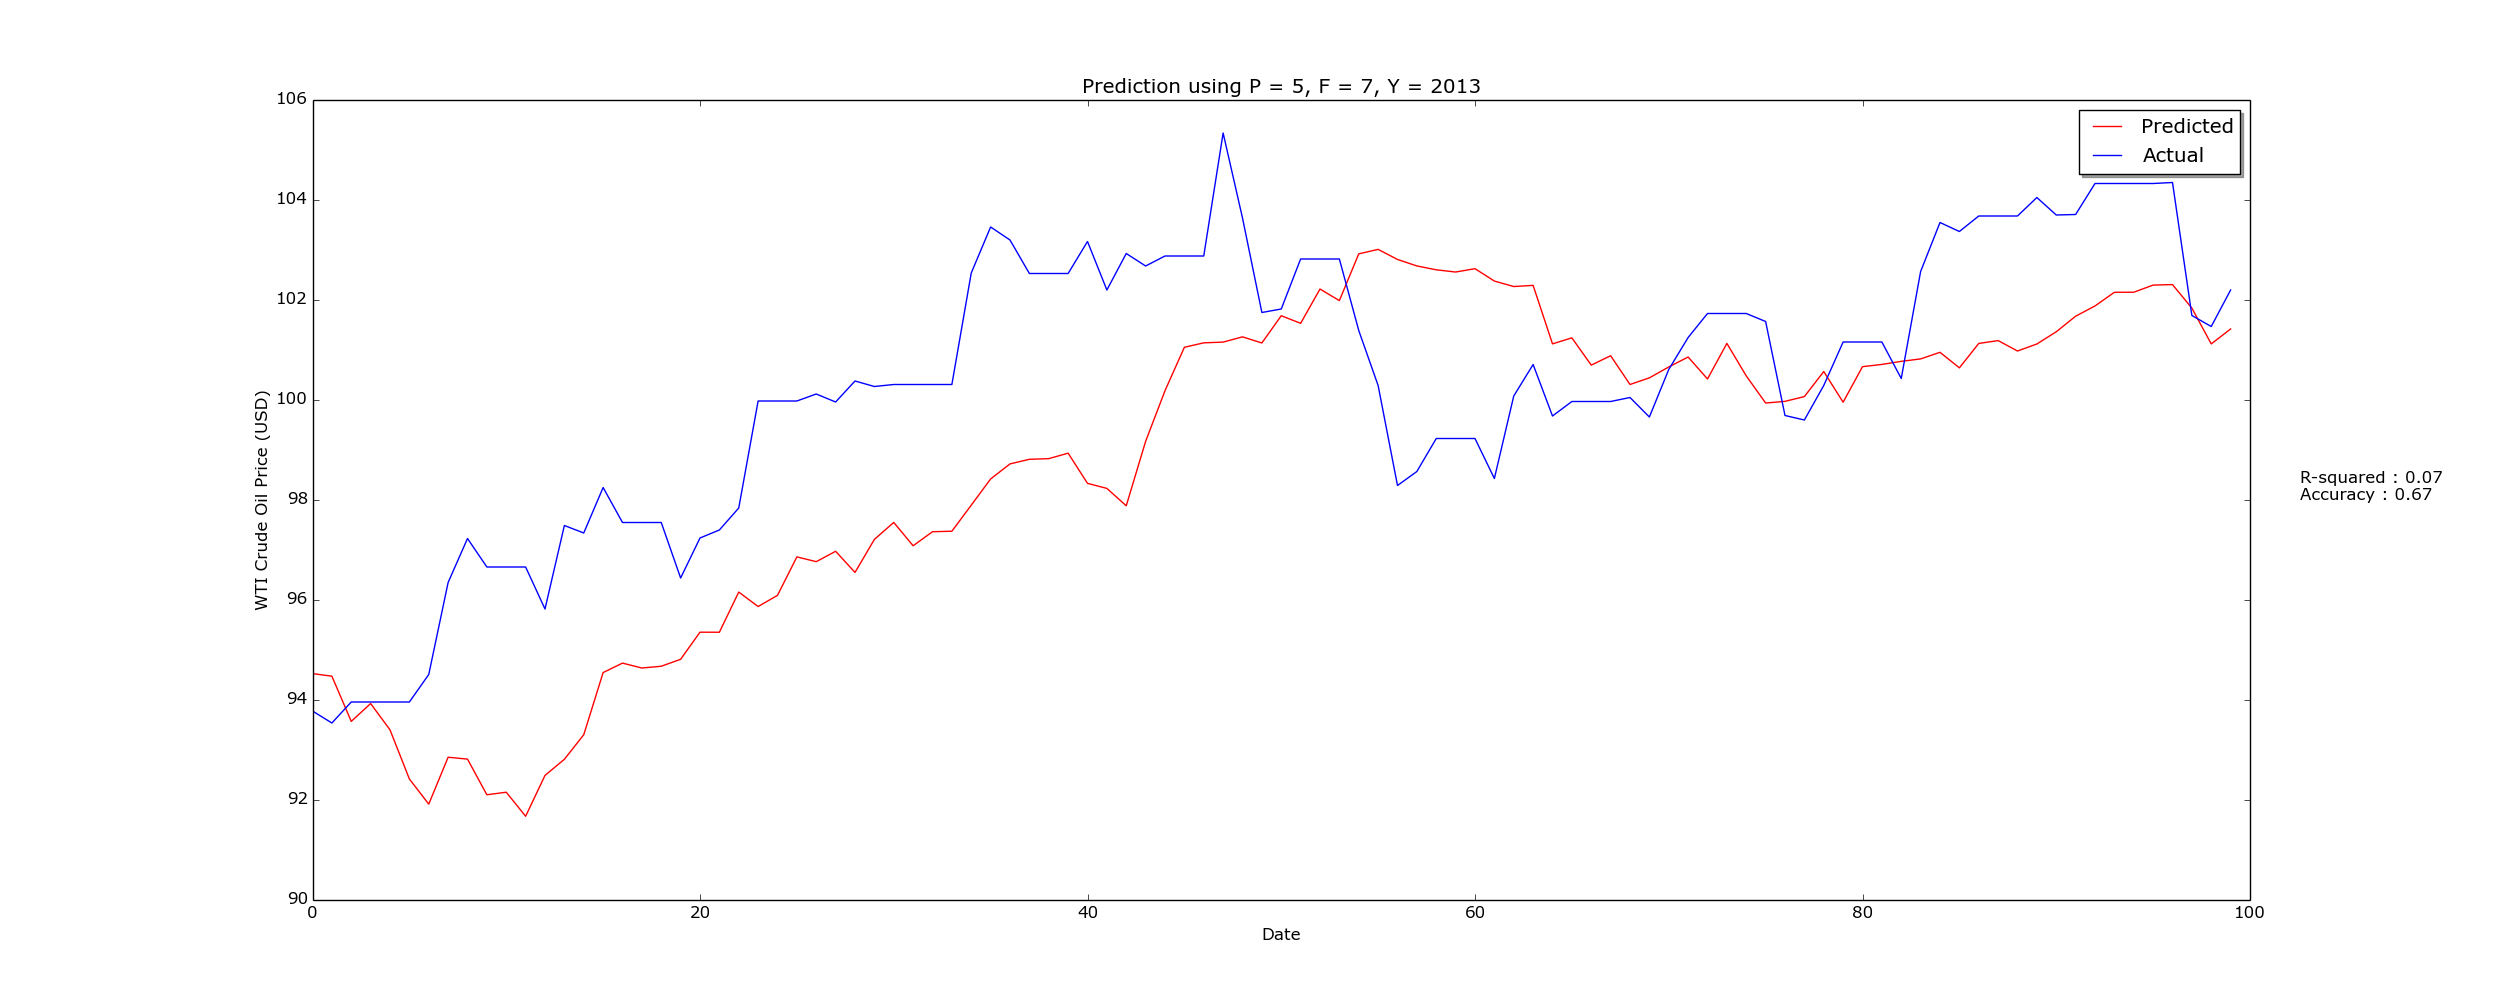 Prediction using P = 5, F = 7, Y = 2013
106
104
102
100
98
96
94
92
90
WTI Crude Oil Price (USD)
0 20 40 60 80 100
Date
Predicted
Actual
R-squared : 0.07
Accuracy : 0.67